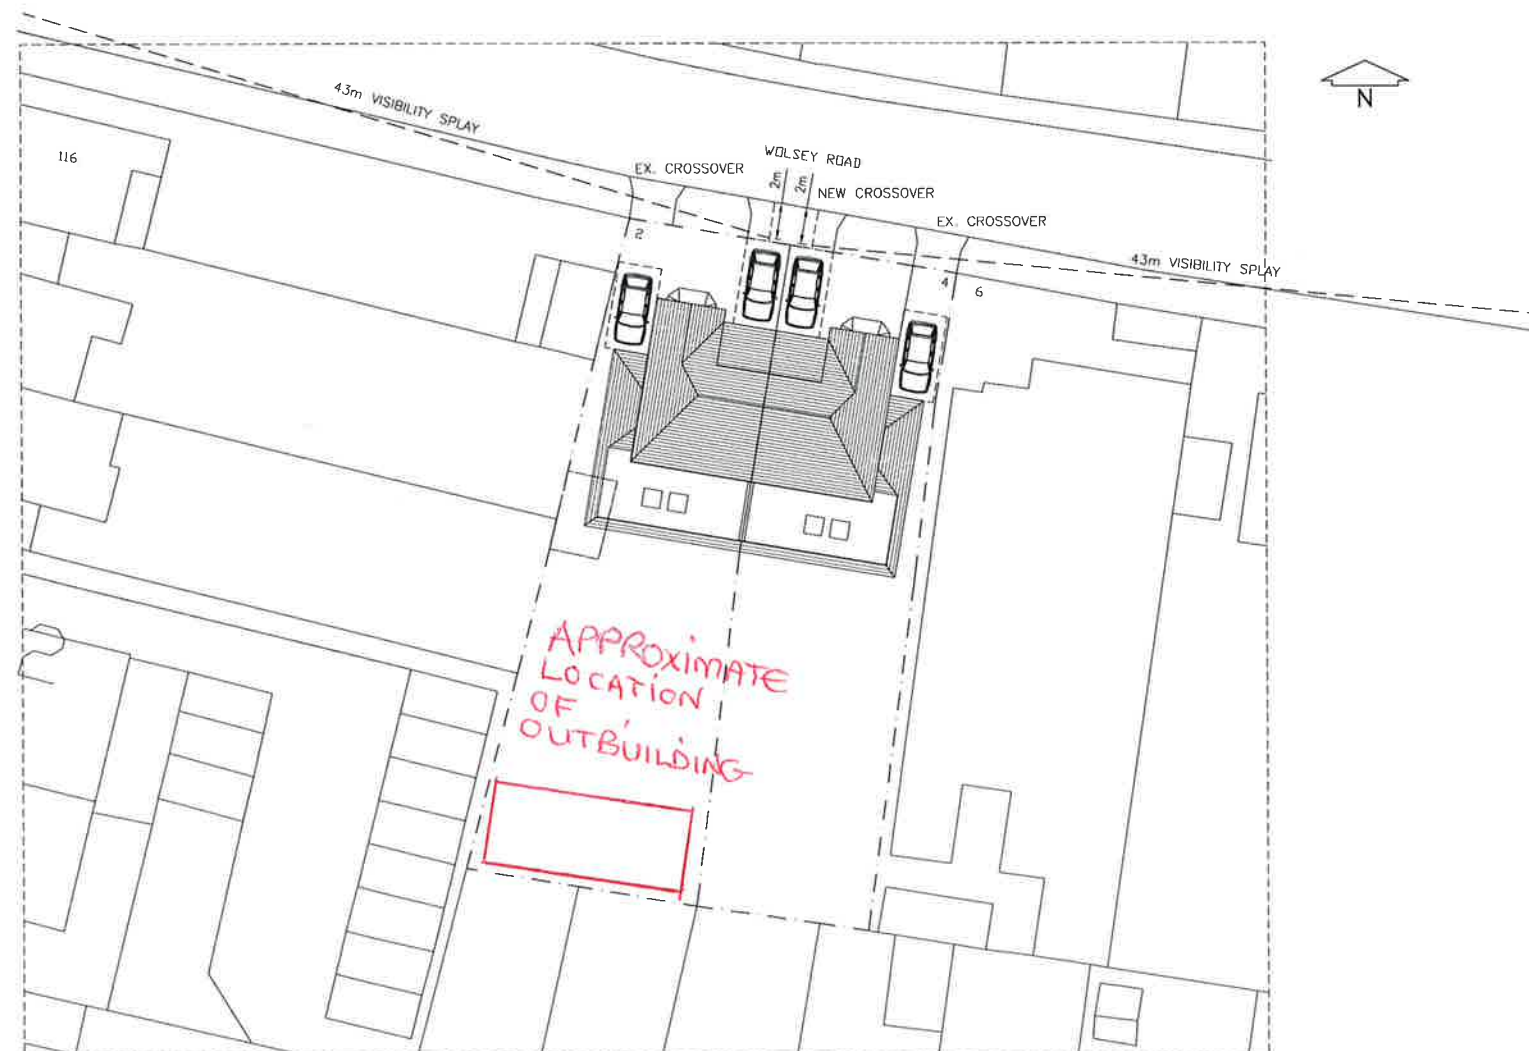 43m VISIBILITY SPLAY
N
116
WOLSEY ROAD
EX. CROSSOVER
2m
2m
NEW CROSSOVER
EX. CROSSOVER
2
43m VISIBILITY SPLAY
4
6
APPROXIMATE
LOCATION
OF
OUTBUILDING